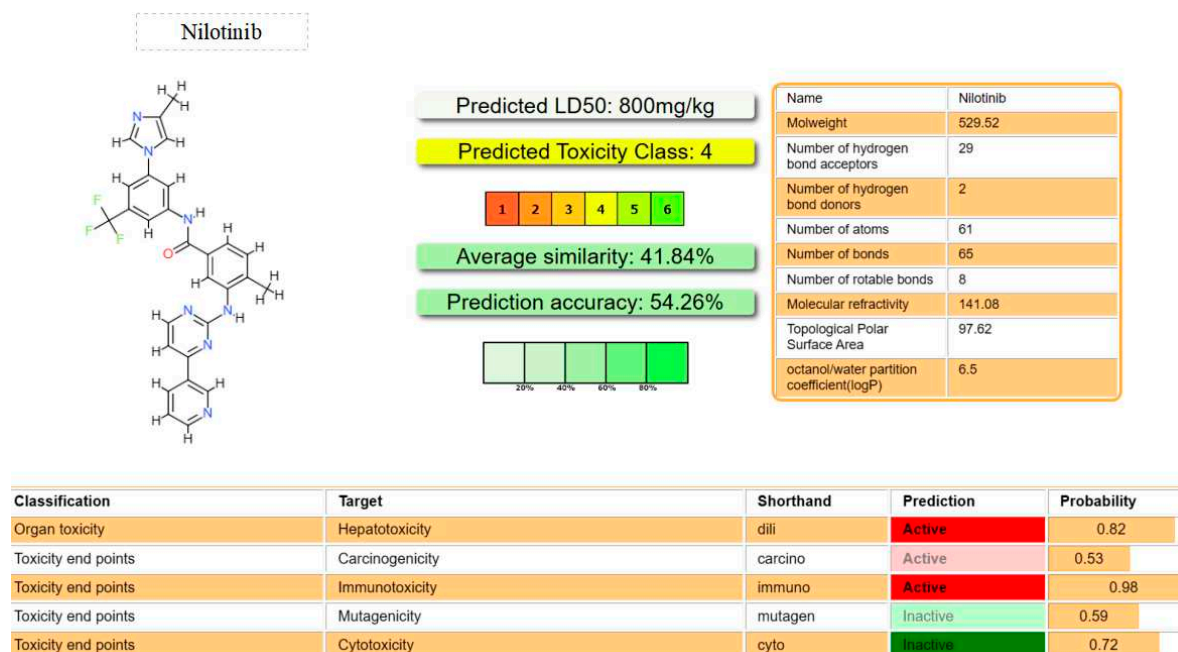 Nilotinib
H
H
H
N
H
H
N
H
H
F
F
F
H
N
H
O
H
H
H
H
H
H
N
H
N
N
H
H
H
H
H
N
H
H
Predicted LD50: 800mg/kg
Predicted Toxicity Class: 4
1 2 3 4 5 6
Average similarity: 41.84%
Prediction accuracy: 54.26%
20% 40% 60% 80%
Name Nilotinib
Molweight 529.52
Number of hydrogen 29
bond acceptors
Number of hydrogen 2
bond donors
Number of atoms 61
Number of bonds 65
Number of rotable bonds 8
Molecular refractivity 141.08
Topological Polar 97.62
Surface Area
octanol/water partition 6.5
coefficient(logP)
Classification Target Shorthand Prediction Probability
Organ toxicity Hepatotoxicity dili Active 0.82
Toxicity end points Carcinogenicity carcino Active 0.53
Toxicity end points Immunotoxicity immuno Active 0.98
Toxicity end points Mutagenicity mutagen Inactive 0.59
Toxicity end points Cytotoxicity cyto Inactive 0.72